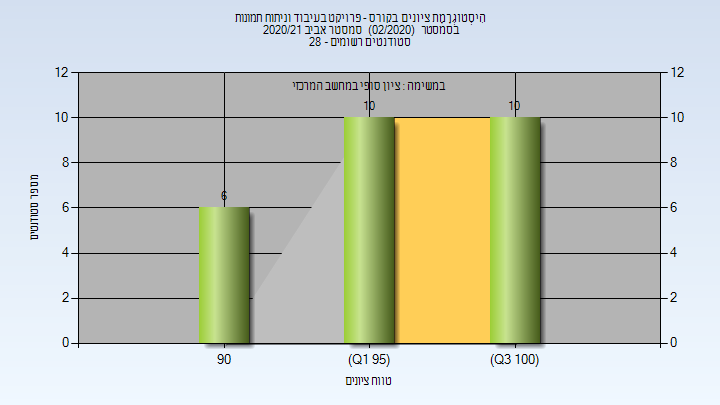 היסטוגרמת ציונים בקורס - פרויקט בעיבוד וניתוח תמונות
בסמסטר (02/2020) סמסטר אביב 2020/21
סטודנטים רשומים - 28
במשימה : ציון סופי במחשב המרכזי
12 12
10 10
10 10
8 8
6
6 6
4 4
2 2
0 0
מספר סטודנטים
90 (Q1 95) (Q3 100)
טווח ציונים